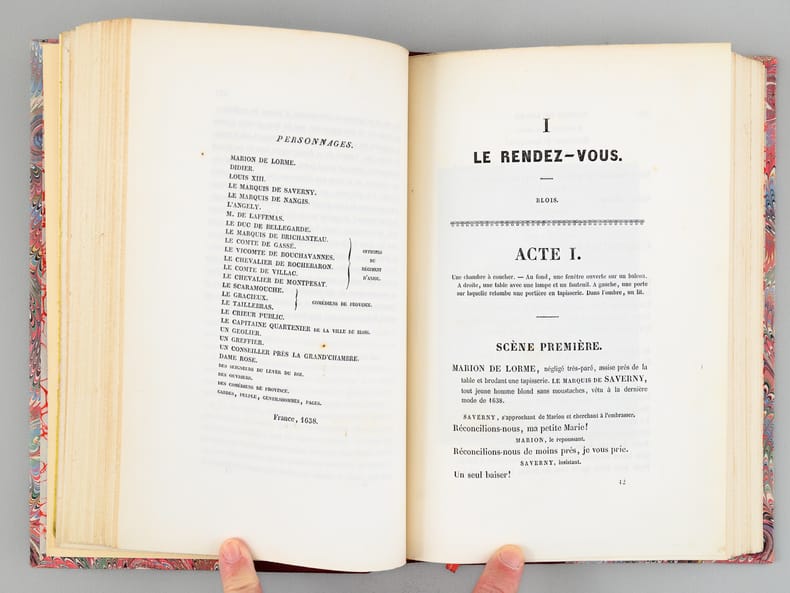 PERSONNAGES.
MARION DE LORME.
DIDIER.
LOUIS XIII.
LE MARQUIS DE SAVERNY.
LE MARQUIS DE NANGIS.
L'ANGELY.
M. DE LAFFEMAS.
LE DUC DE BELLEGARDE.
LE MARQUIS DE BRICHANTEAU.
LE COMTE DE GASSÉ.
LE VICOMTE DE BOUCHAVANNES.
LE CHEVALIER DE ROCHEBARON.
LE COMTE DE VILLAC.
LE CHEVALIER DE MONTPESAT.
OFFICIERS
DU
RÉGIMENT
D'ANJOU.
LE SCARAMOUCHE.
LE GRACIEUX.
LE TAILLEBRAS.
COMÉDIENS DE PROVINCE.
LE CRIEUR PUBLIC.
LE CAPITAINE QUARTENIER DE LA VILLE DE BLOIS.
UN GEOLIER.
UN GREFFIER.
UN CONSEILLER PRÈS LA GRAND'CHAMBRE.
DAME ROSE.
DES SEIGNEURS DU LEVER DU ROI.
DES OUVRIERS.
DES COMÉDIENS DE PROVINCE.
GARDES, PEUPLE, GENTILSHOMMES, PAGES.
France, 1638.
I
LE RENDEZ-VOUS.
BLOIS.
ACTE I.
Une chambre à coucher. — Au fond, une fenêtre ouverte sur un balcon.
A droite, une table avec une lampe et un fauteuil. A gauche, une porte
sur laquelle retombe une portière en tapisserie. Dans l'ombre, un lit.
SCÈNE PREMIÈRE.
MARION DE LORME, négligé très-paré, assise près de la
table et brodant une tapisserie. LE MARQUIS DE SAVERNY,
tout jeune homme blond sans moustaches, vêtu à la dernière
mode de 1638.
SAVERNY, s'approchant de Marion et cherchant à l'embrasser.
Réconcilions-nous, ma petite Marie!
MARION, le repoussant.
Réconcilions-nous de moins près, je vous prie.
SAVERNY, insistant.
Un seul baiser!
42